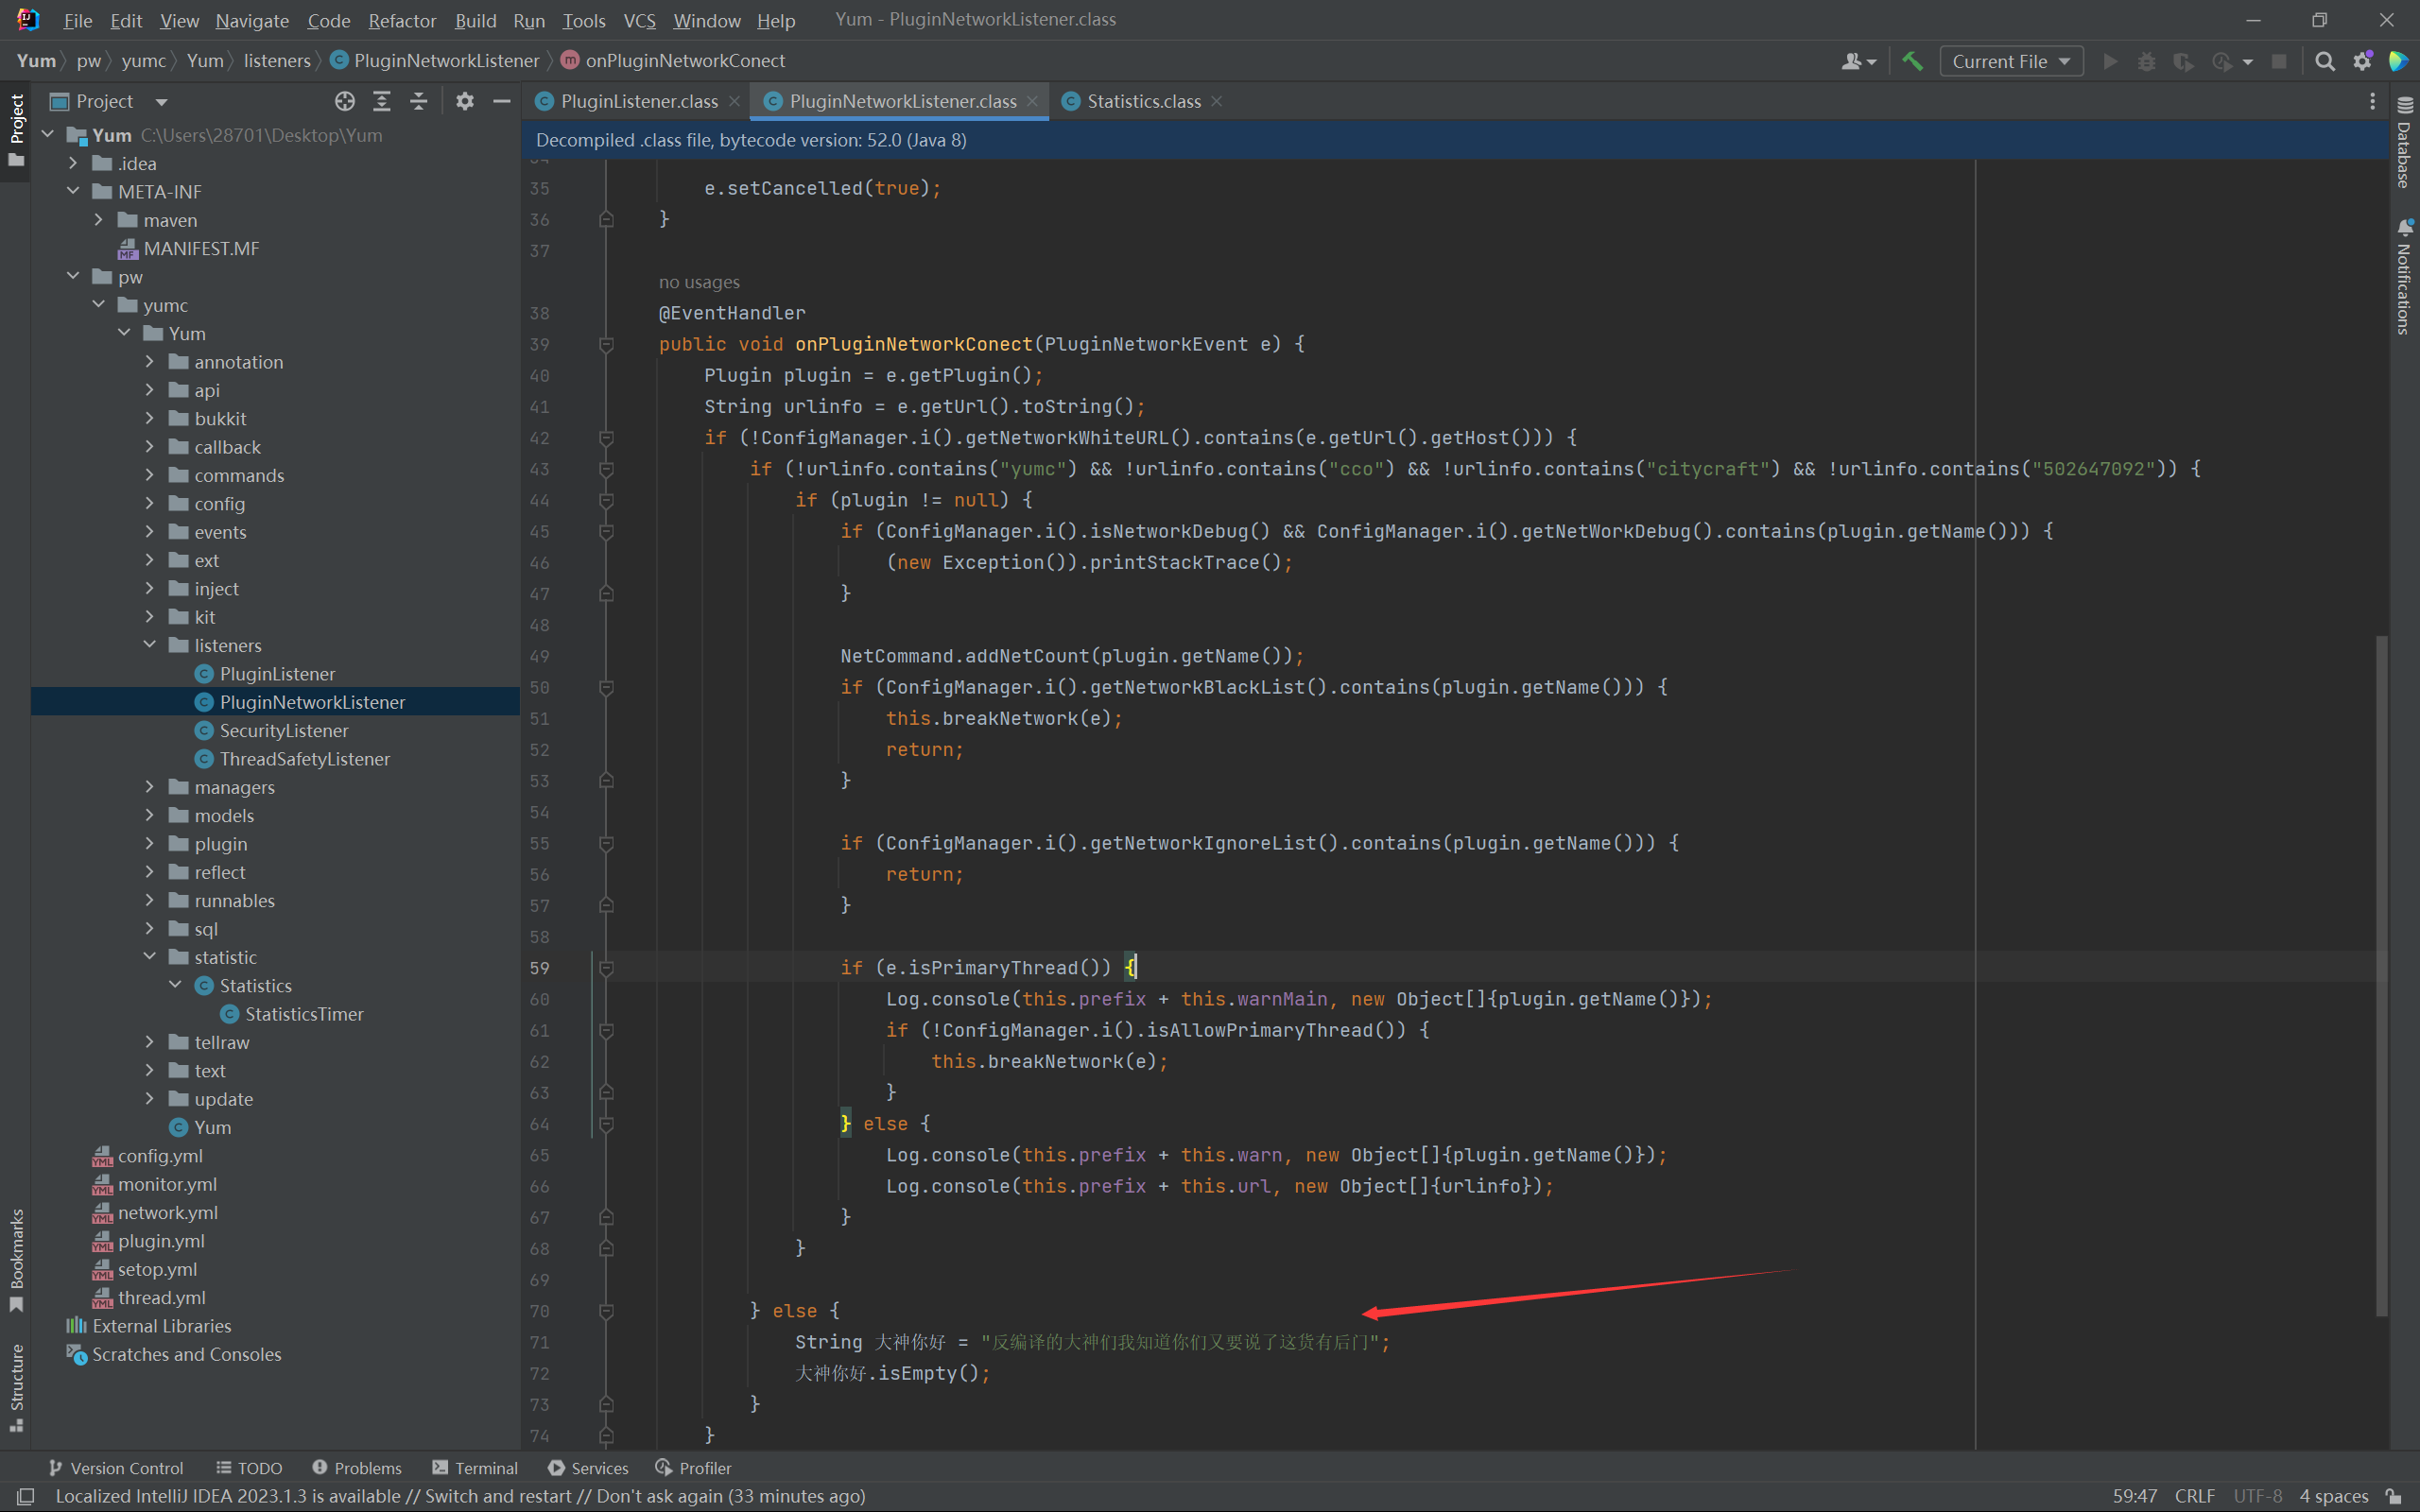 File Edit View Navigate Code Refactor Build Run Tools VCS Window Help Yum - PluginNetworkListener.class
Yum pw yumc Yum listeners PluginNetworkListener onPluginNetworkConect Current File
Project
Project
Yum C:\Users\28701\Desktop\Yum
.idea
META-INF
maven
MANIFEST.MF
pw
yumc
Yum
annotation
api
bukkit
callback
commands
config
events
ext
inject
kit
listeners
PluginListener
PluginNetworkListener
SecurityListener
ThreadSafetyListener
managers
models
plugin
reflect
runnables
sql
statistic
Statistics
StatisticsTimer
tellraw
text
update
Yum
config.yml
monitor.yml
network.yml
plugin.yml
setop.yml
thread.yml
External Libraries
Scratches and Consoles
Bookmarks
Structure
PluginListener.class PluginNetworkListener.class Statistics.class
Decompiled .class file, bytecode version: 52.0 (Java 8)
35 e.setCancelled(true);
36 }
37
no usages
38 @EventHandler
39 public void onPluginNetworkConect(PluginNetworkEvent e) {
40 Plugin plugin = e.getPlugin();
41 String urlinfo = e.getUrl().toString();
42 if (!ConfigManager.i().getNetworkWhiteURL().contains(e.getUrl().getHost())) {
43 if (!urlinfo.contains("yumc") && !urlinfo.contains("cco") && !urlinfo.contains("citycraft") && !urlinfo.contains("502647092")) {
44 if (plugin != null) {
45 if (ConfigManager.i().isNetworkDebug() && ConfigManager.i().getNetWorkDebug().contains(plugin.getName())) {
46 (new Exception()).printStackTrace();
47 }
48
49 NetCommand.addNetCount(plugin.getName());
50 if (ConfigManager.i().getNetworkBlackList().contains(plugin.getName())) {
51 this.breakNetwork(e);
52 return;
53 }
54
55 if (ConfigManager.i().getNetworkIgnoreList().contains(plugin.getName())) {
56 return;
57 }
58
59 if (e.isPrimaryThread()) {
60 Log.console(this.prefix + this.warnMain, new Object[]{plugin.getName()});
61 if (!ConfigManager.i().isAllowPrimaryThread()) {
62 this.breakNetwork(e);
63 }
64 } else {
65 Log.console(this.prefix + this.warn, new Object[]{plugin.getName()});
66 Log.console(this.prefix + this.url, new Object[]{urlinfo});
67 }
68 }
69
70 } else {
71 String 大神你好 = "反编译的大神们我知道你们又要说了这货有后门";
72 大神你好.isEmpty();
73 }
74 }
Database
Notifications
Version Control TODO Problems Terminal Services Profiler
Localized IntelliJ IDEA 2023.1.3 is available // Switch and restart // Don't ask again (33 minutes ago) 59:47 CRLF UTF-8 4 spaces